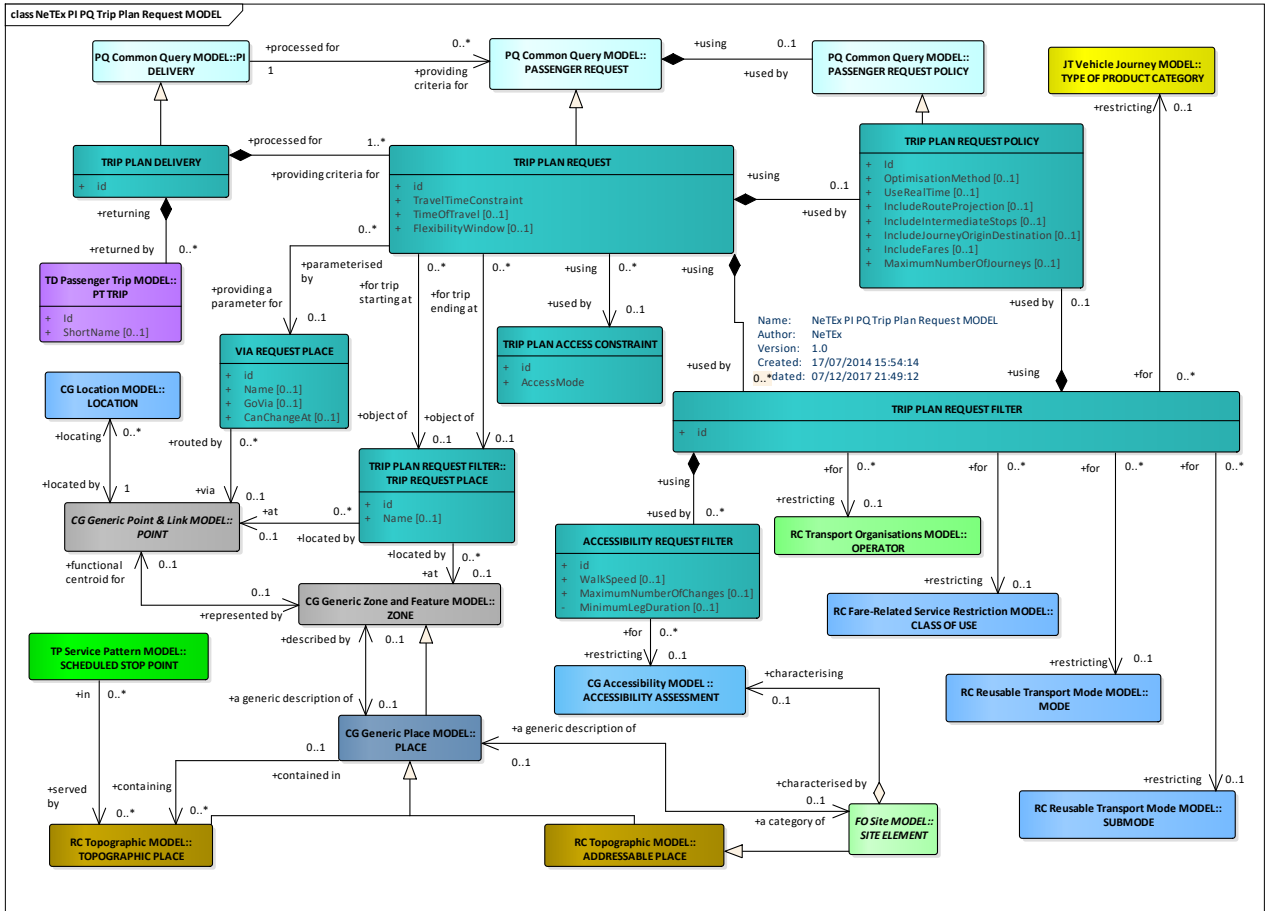 class NeTEx PI PQ Trip Plan Request MODEL
PQ Common Query MODEL::PI
DELIVERY
+processed for
1
0..*
+providing
criteria for
PQ Common Query MODEL::
PASSENGER REQUEST
+using
0..1
+used by
PQ Common Query MODEL::
PASSENGER REQUEST POLICY
JT Vehicle Journey MODEL::
TYPE OF PRODUCT CATEGORY
+restricting
0..1
TRIP PLAN DELIVERY
+ id
+processed for
1..*
+providing criteria for
TRIP PLAN REQUEST
+ id
+ TravelTimeConstraint
+ TimeOfTravel [0..1]
+ FlexibilityWindow [0..1]
+using
0..1
+used by
TRIP PLAN REQUEST POLICY
+ Id
+ OptimisationMethod [0..1]
+ UseRealTime [0..1]
+ IncludeRouteProjection [0..1]
+ IncludeIntermediateStops [0..1]
+ IncludeJourneyOriginDestination [0..1]
+ IncludeFares [0..1]
+ MaximumNumberOfJourneys [0..1]
+returning
+returned by
0..*
TD Passenger Trip MODEL::
PT TRIP
+ Id
+ ShortName [0..1]
0..*
+parameterised
by
+providing a
parameter for
0..1
0..*
+for trip
starting at
0..*
+for trip
ending at
+using
0..*
+used by
0..1
+using
+used by
0..*
+used by
0..1
+using
+for
0..*
Name: NeTEx PI PQ Trip Plan Request MODEL
Author: NeTEx
Version: 1.0
Created: 17/07/2014 15:54:14
dated: 07/12/2017 21:49:12
VIA REQUEST PLACE
+ id
+ Name [0..1]
+ GoVia [0..1]
+ CanChangeAt [0..1]
TRIP PLAN ACCESS CONSTRAINT
+ id
+ AccessMode
CG Location MODEL::
LOCATION
+locating
0..*
+located by
1
+routed by
0..*
+via
0..1
+object of
0..1
+object of
0..1
TRIP PLAN REQUEST FILTER
+ id
TRIP PLAN REQUEST FILTER::
TRIP REQUEST PLACE
+ id
+ Name [0..1]
CG Generic Point & Link MODEL::
POINT
+at
0..1
0..*
+located by
+located by
0..*
+at
0..1
+using
+used by
0..*
ACCESSIBILITY REQUEST FILTER
+ id
+ WalkSpeed [0..1]
+ MaximumNumberOfChanges [0..1]
- MinimumLegDuration [0..1]
+for
0..*
+restricting
0..1
RC Transport Organisations MODEL::
OPERATOR
+for
0..*
+restricting
0..1
RC Fare-Related Service Restriction MODEL::
CLASS OF USE
+for
0..*
+restricting
0..1
RC Reusable Transport Mode MODEL::
MODE
+for
0..*
+restricting
0..1
RC Reusable Transport Mode MODEL::
SUBMODE
+functional
centroid for
0..1
0..1
+represented by
CG Generic Zone and Feature MODEL::
ZONE
+described by
0..1
+a generic description of
0..1
+for
0..*
+restricting
0..1
CG Accessibility MODEL ::
ACCESSIBILITY ASSESSMENT
+characterising
0..1
TP Service Pattern MODEL::
SCHEDULED STOP POINT
+in
0..*
+served
by
0..*
CG Generic Place MODEL::
PLACE
0..1
+contained in
+containing
0..*
+a generic description of
0..1
+characterised by
0..1
+a category of
FO Site MODEL::
SITE ELEMENT
RC Topographic MODEL::
TOPOGRAPHIC PLACE
RC Topographic MODEL::
ADDRESSABLE PLACE